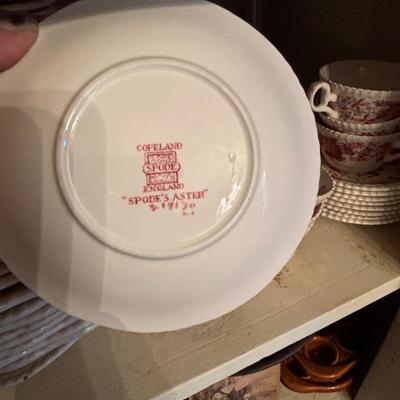 COPELAND
SPODE
ENGLAND
"SPODE'S ASTER"